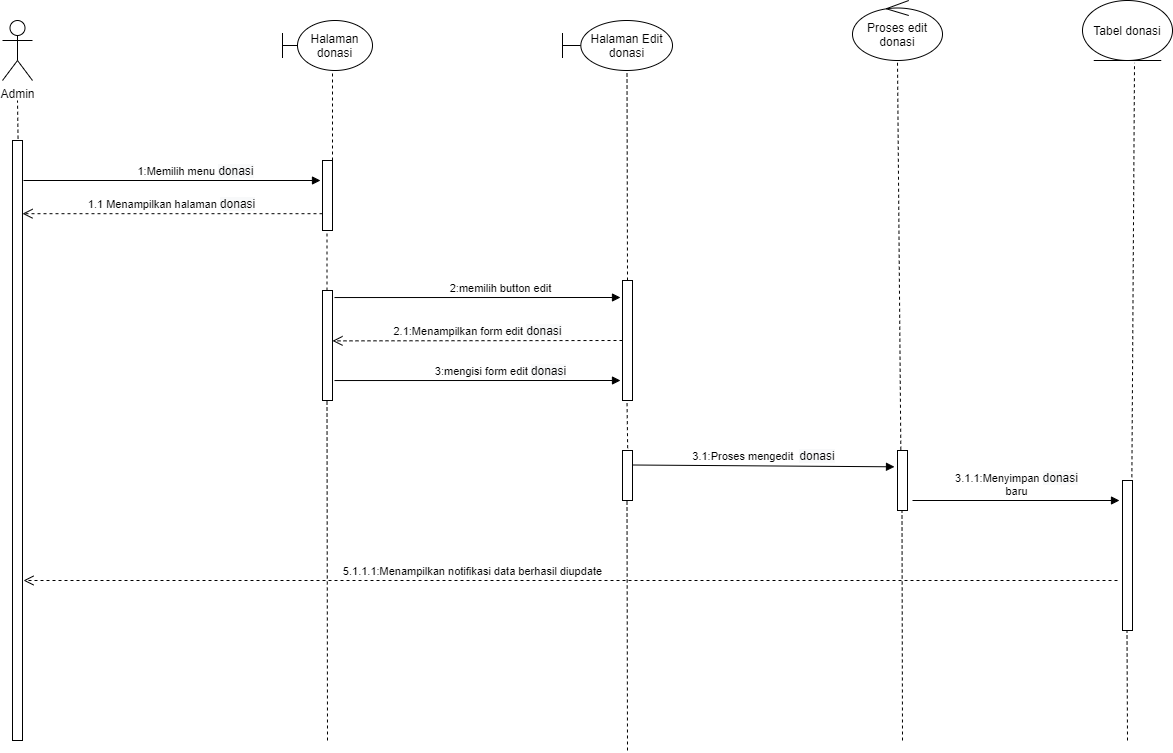 Halaman
donasi
Halaman Edit
donasi
Proses edit
donasi
Tabel donasi
Admin
1:Memilih menu donasi
1.1 Menampilkan halaman donasi
2:memilih button edit
2.1:Menampilkan form edit donasi
3:mengisi form edit donasi
3.1:Proses mengedit donasi
3.1.1:Menyimpan donasi
baru
5.1.1.1:Menampilkan notifikasi data berhasil diupdate